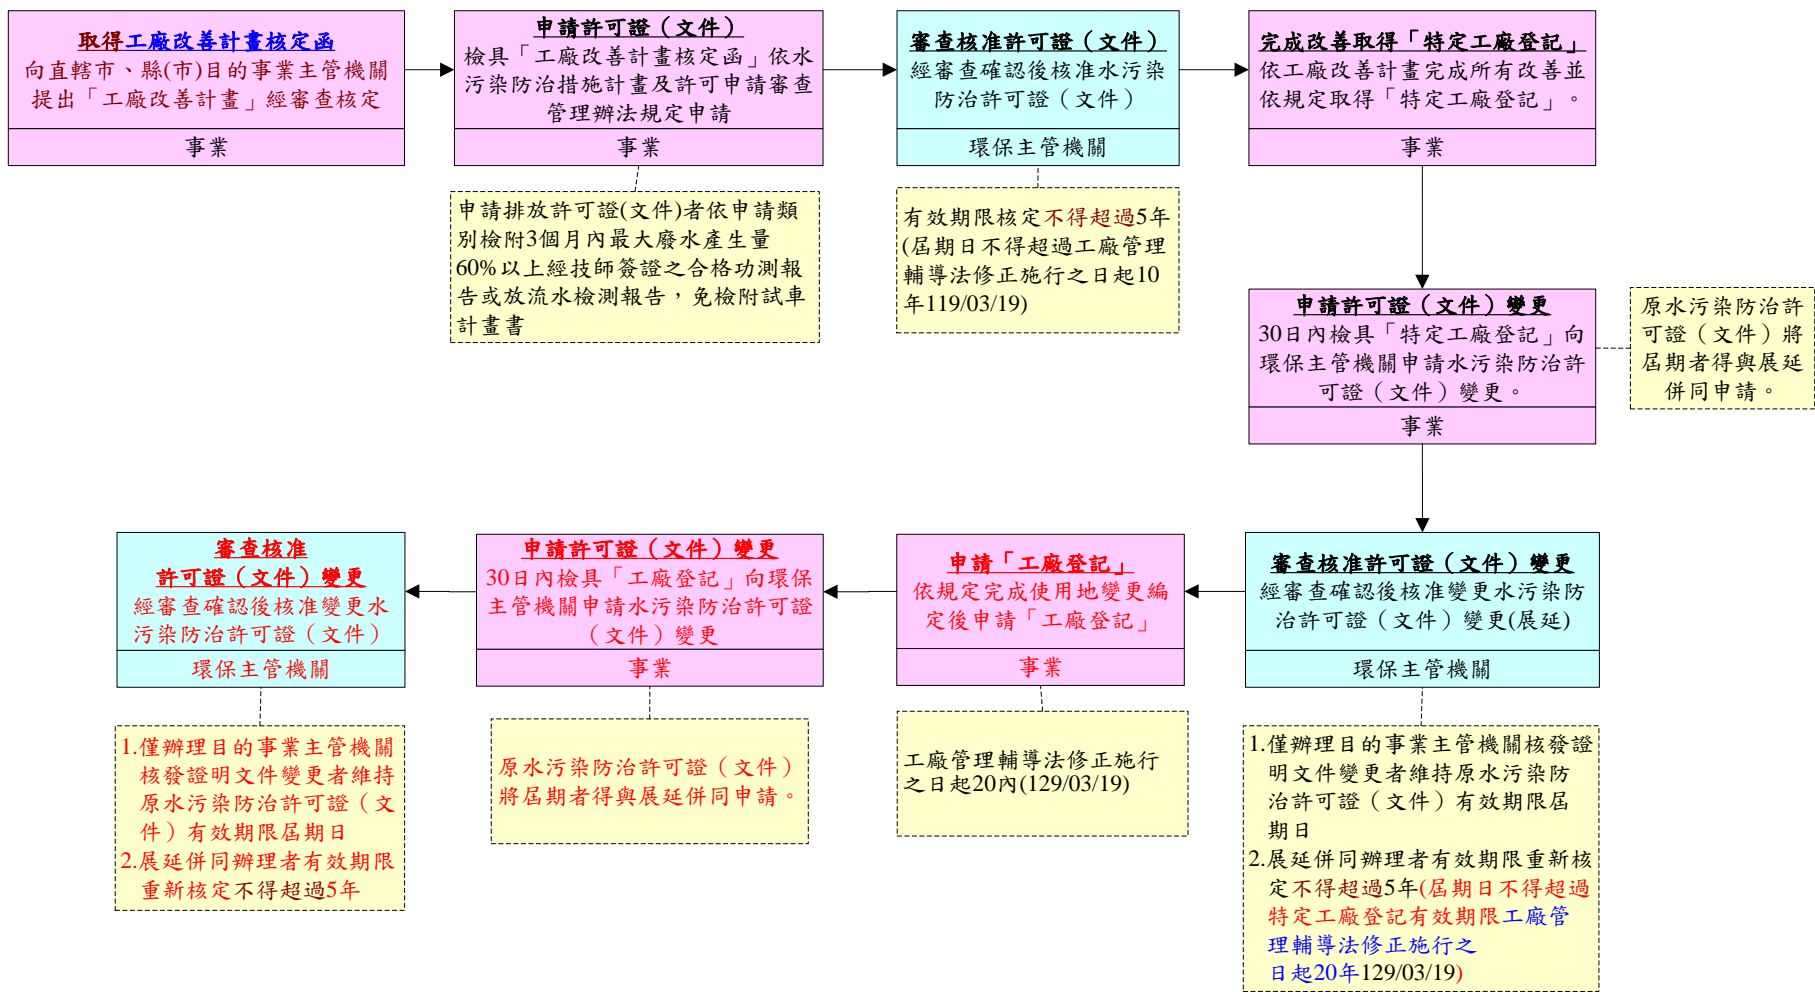 取得工廠改善計畫核定函
向直轄市、縣(市)目的事業主管機關
提出「工廠改善計畫」經審查核定
事業
申請許可證（文件）
檢具「工廠改善計畫核定函」依水
污染防治措施計畫及許可申請審查
管理辦法規定申請
事業
申請排放許可證(文件)者依申請類
別檢附3個月內最大廢水產生量
60%以上經技師簽證之合格功測報
告或放流水檢測報告，免檢附試車
計畫書
審查核准許可證（文件）
經審查確認後核准水污染
防治許可證（文件）
環保主管機關
有效期限核定不得超過5年
(屆期日不得超過工廠管理
輔導法修正施行之日起10
年119/03/19)
完成改善取得「特定工廠登記」
依工廠改善計畫完成所有改善並
依規定取得「特定工廠登記」。
事業
申請許可證（文件）變更
30日內檢具「特定工廠登記」向
環保主管機關申請水污染防治許
可證（文件）變更。
事業
原水污染防治許
可證（文件）將
屆期者得與展延
併同申請。
審查核准許可證（文件）變更
經審查確認後核准變更水污染防
治許可證（文件）變更(展延)
環保主管機關
1.僅辦理目的事業主管機關核發證
明文件變更者維持原水污染防
治許可證（文件）有效期限屆
期日
2.展延併同辦理者有效期限重新核
定不得超過5年(屆期日不得超過
特定工廠登記有效期限工廠管
理輔導法修正施行之
日起20年129/03/19)
申請「工廠登記」
依規定完成使用地變更編
定後申請「工廠登記」
事業
工廠管理輔導法修正施行
之日起20內(129/03/19)
申請許可證（文件）變更
30日內檢具「工廠登記」向環保
主管機關申請水污染防治許可證
（文件）變更
事業
原水污染防治許可證（文件）
將屆期者得與展延併同申請。
審查核准
許可證（文件）變更
經審查確認後核准變更水
污染防治許可證（文件）
環保主管機關
1.僅辦理目的事業主管機關
核發證明文件變更者維持
原水污染防治許可證（文
件）有效期限屆期日
2.展延併同辦理者有效期限
重新核定不得超過5年